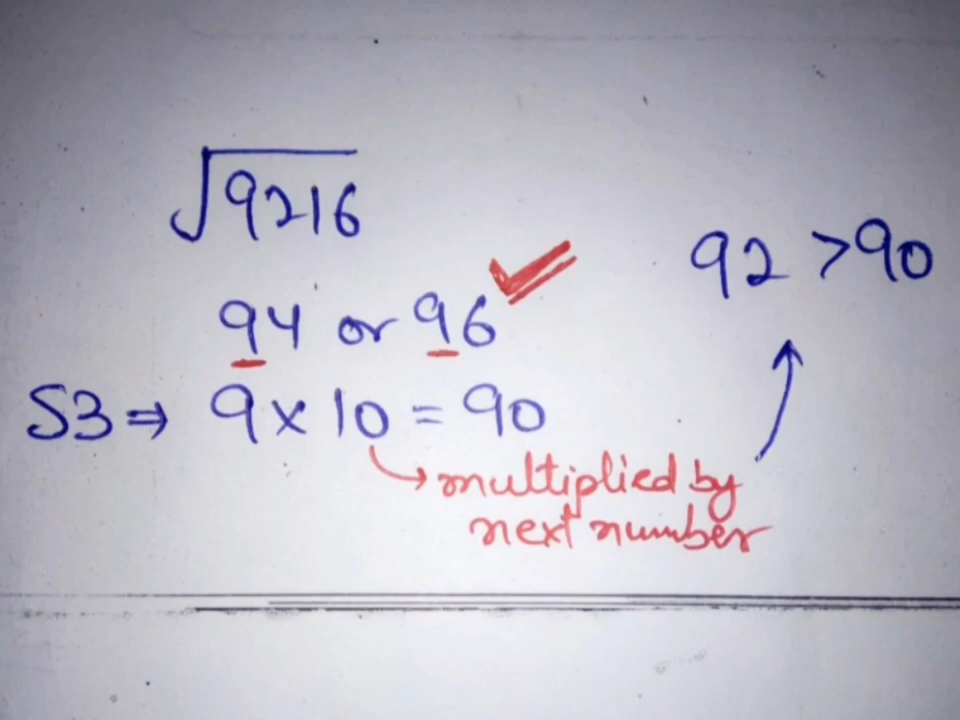 √9216
92 > 90
94 or 96
S3 ⇒ 9 × 10 = 90
multiplied by
next number